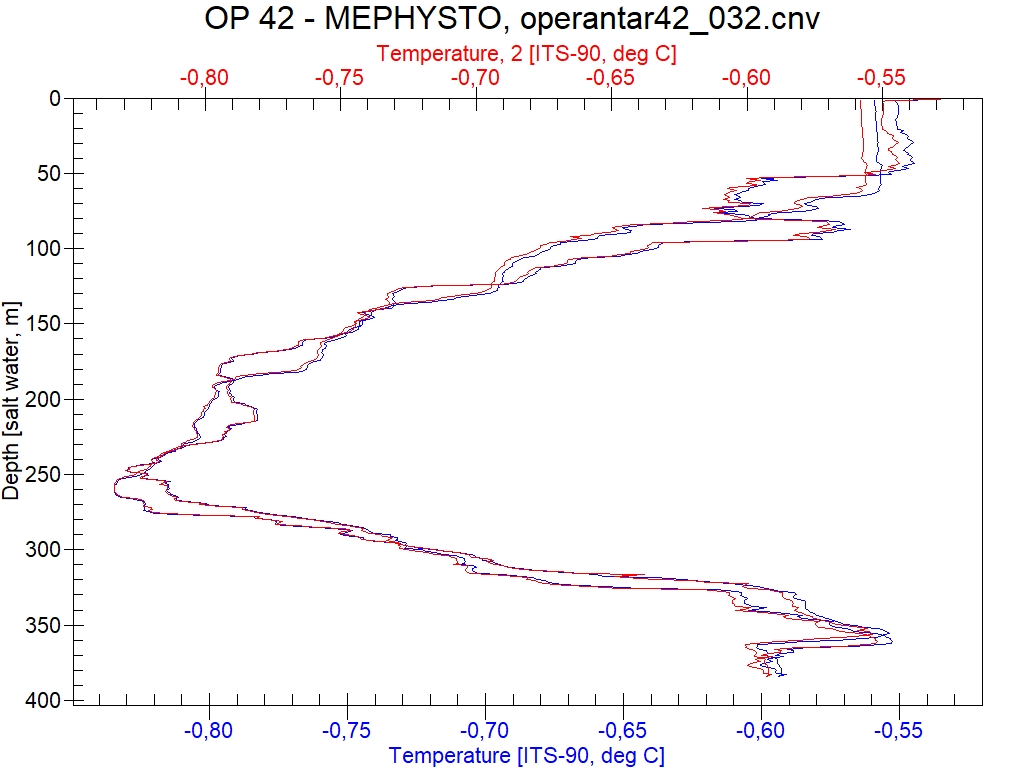 OP 42 - MEPHYSTO, operantar42_032.cnv
Temperature, 2 [ITS-90, deg C]
-0,80 -0,75 -0,70 -0,65 -0,60 -0,55
0
50
100
150
200
250
300
350
400
Depth [salt water, m]
-0,80 -0,75 -0,70 -0,65 -0,60 -0,55
Temperature [ITS-90, deg C]